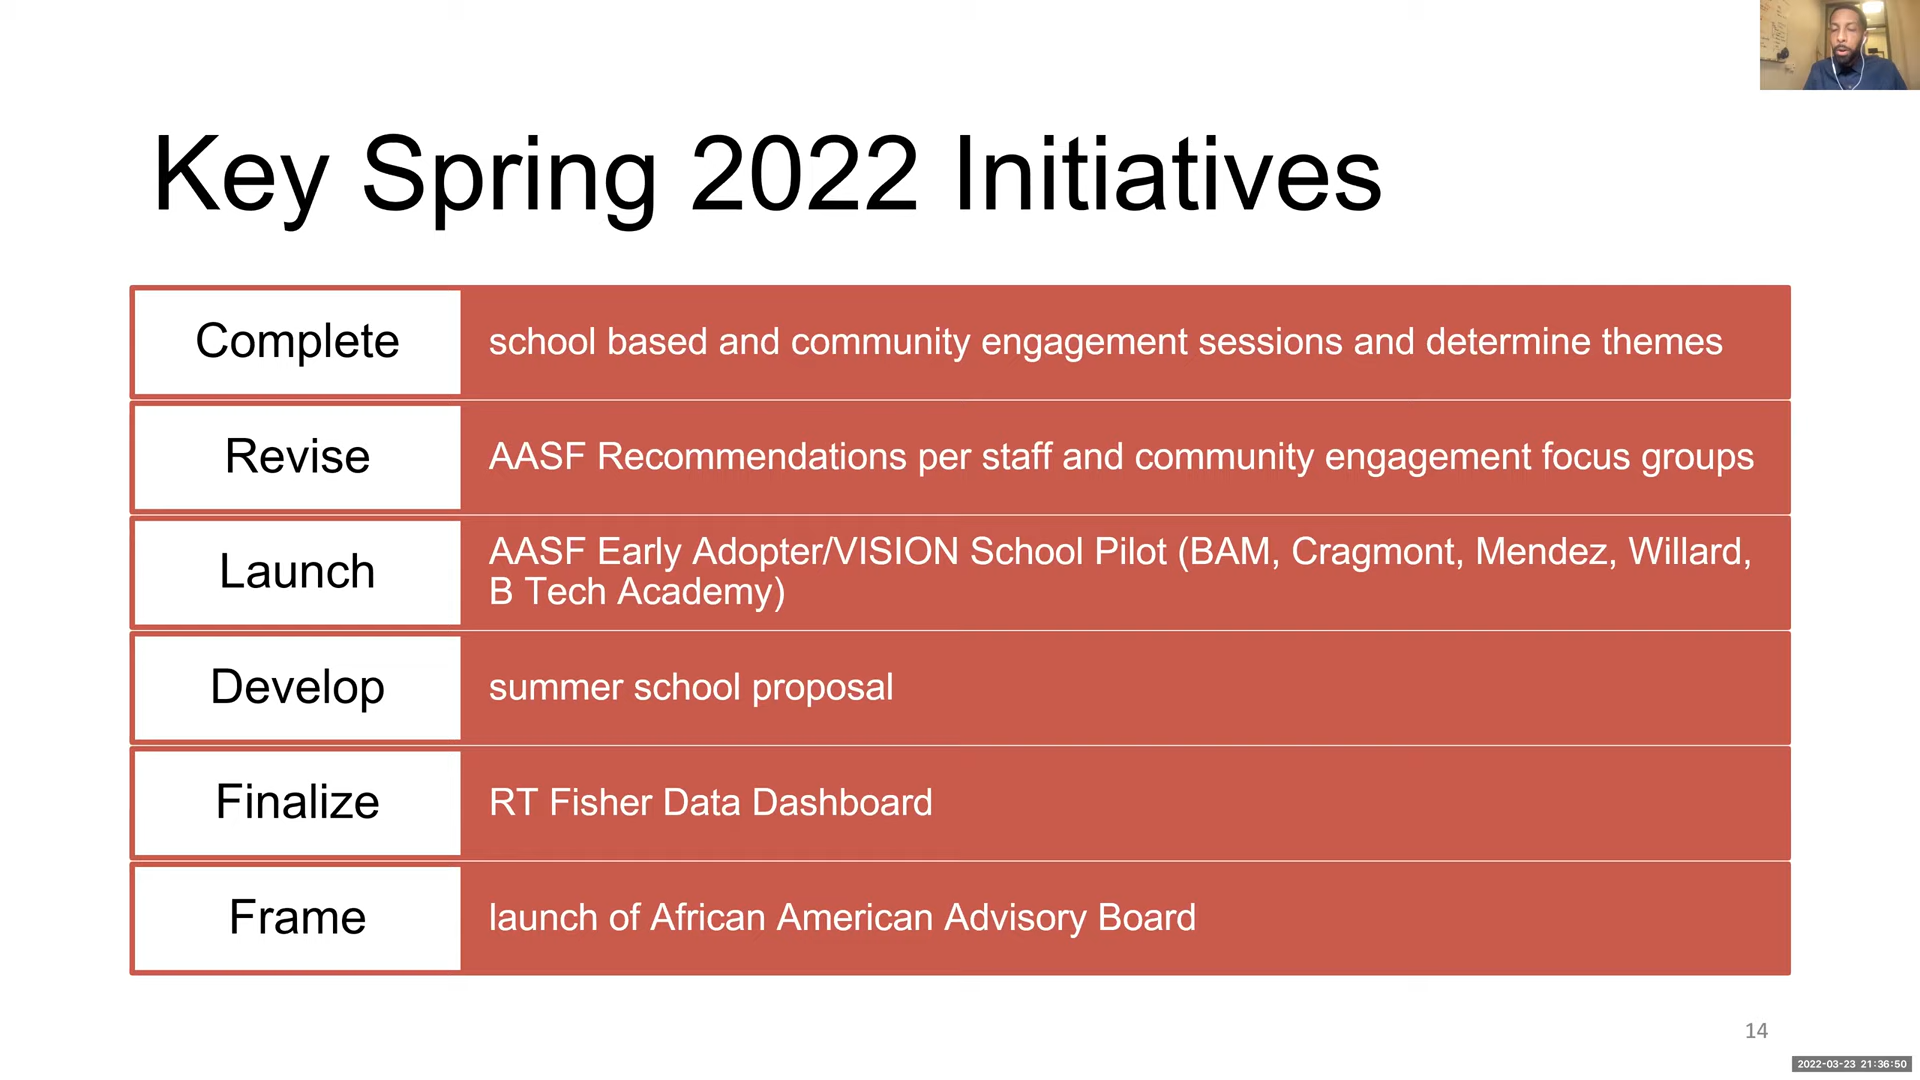 Key Spring 2022 Initiatives
Complete
school based and community engagement sessions and determine themes
Revise
AASF Recommendations per staff and community engagement focus groups
Launch
AASF Early Adopter/VISION School Pilot (BAM, Cragmont, Mendez, Willard,
B Tech Academy)
Develop
summer school proposal
Finalize
RT Fisher Data Dashboard
Frame
launch of African American Advisory Board
14
2022-03-23 21:36:50